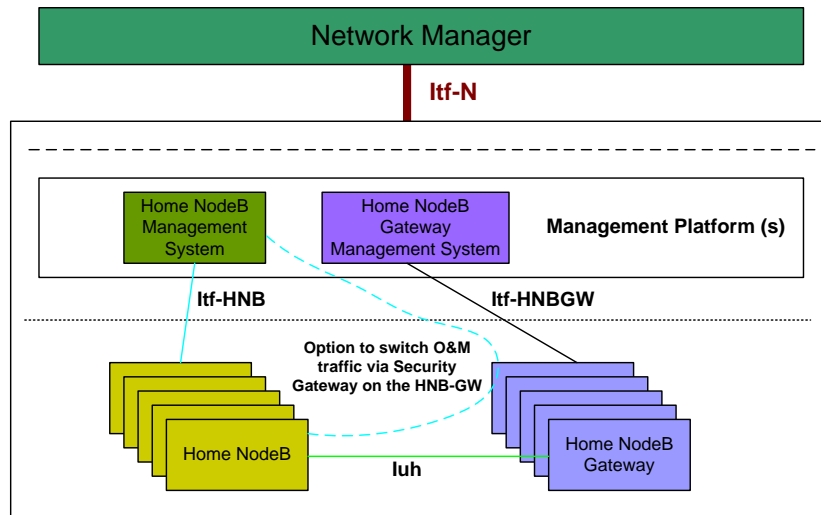 Network Manager
Itf-N
Home NodeB
Management
System
Home NodeB
Gateway
Management System
Management Platform (s)
Itf-HNB
Itf-HNBGW
Option to switch O&M
traffic via Security
Gateway on the HNB-GW
Home NodeB
Home NodeB
Gateway
Iuh